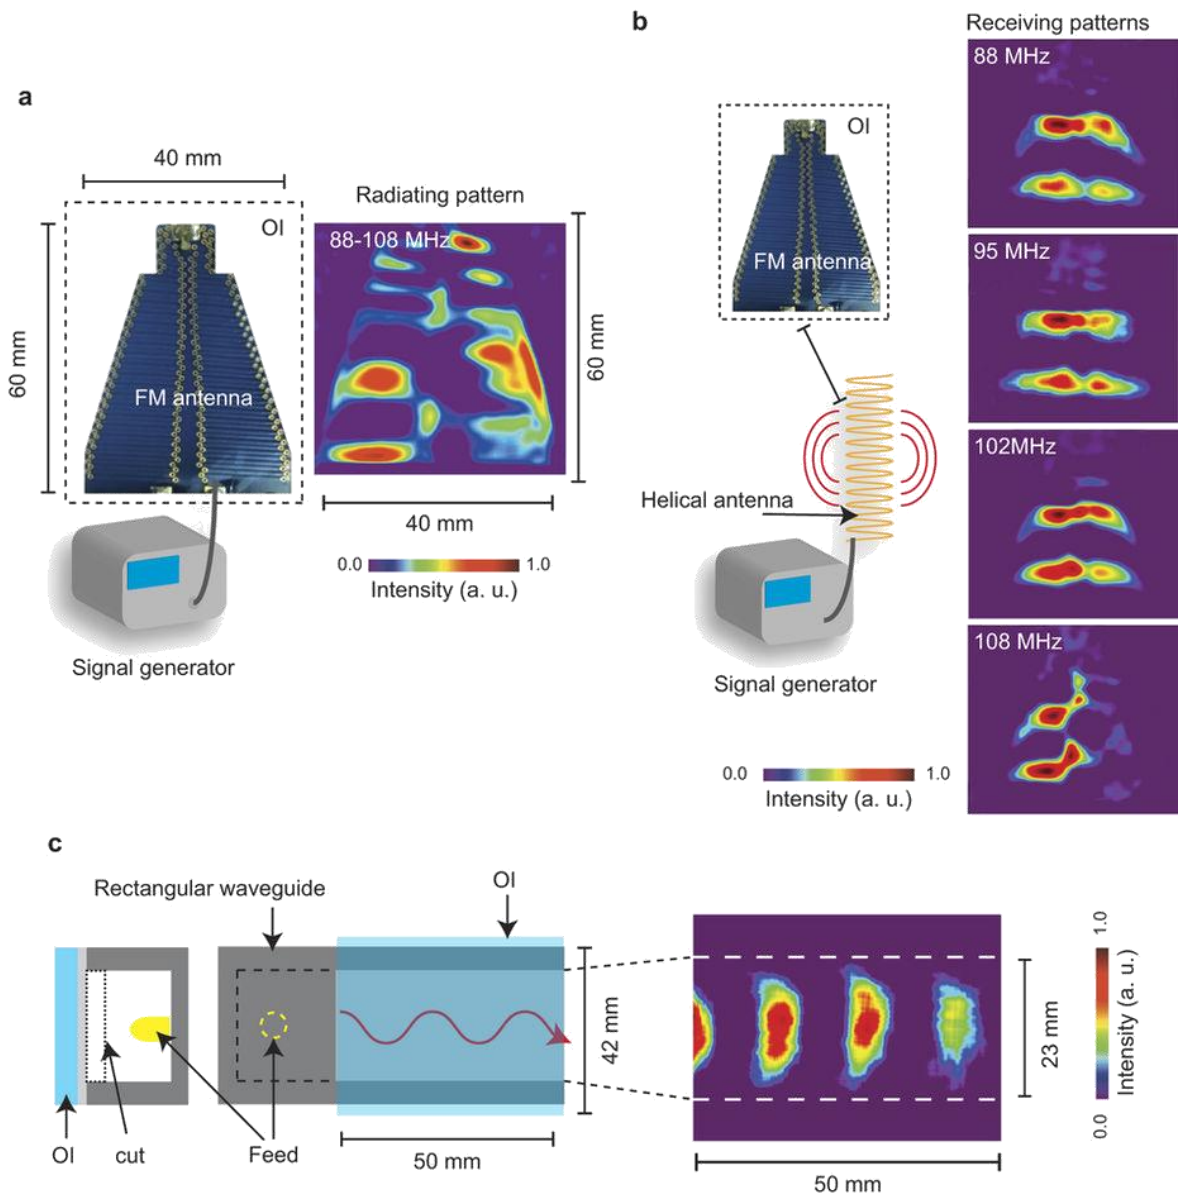 a
40 mm
OI
FM antenna
60 mm
Signal generator
Radiating pattern
88-108 MHz
60 mm
40 mm
0.0
1.0
Intensity (a. u.)
b
OI
FM antenna
Helical antenna
Signal generator
0.0
1.0
Intensity (a. u.)
Receiving patterns
88 MHz
95 MHz
102MHz
108 MHz
c
Rectangular waveguide
OI
OI
cut
Feed
50 mm
42 mm
23 mm
50 mm
1.0
Intensity (a. u.)
0.0